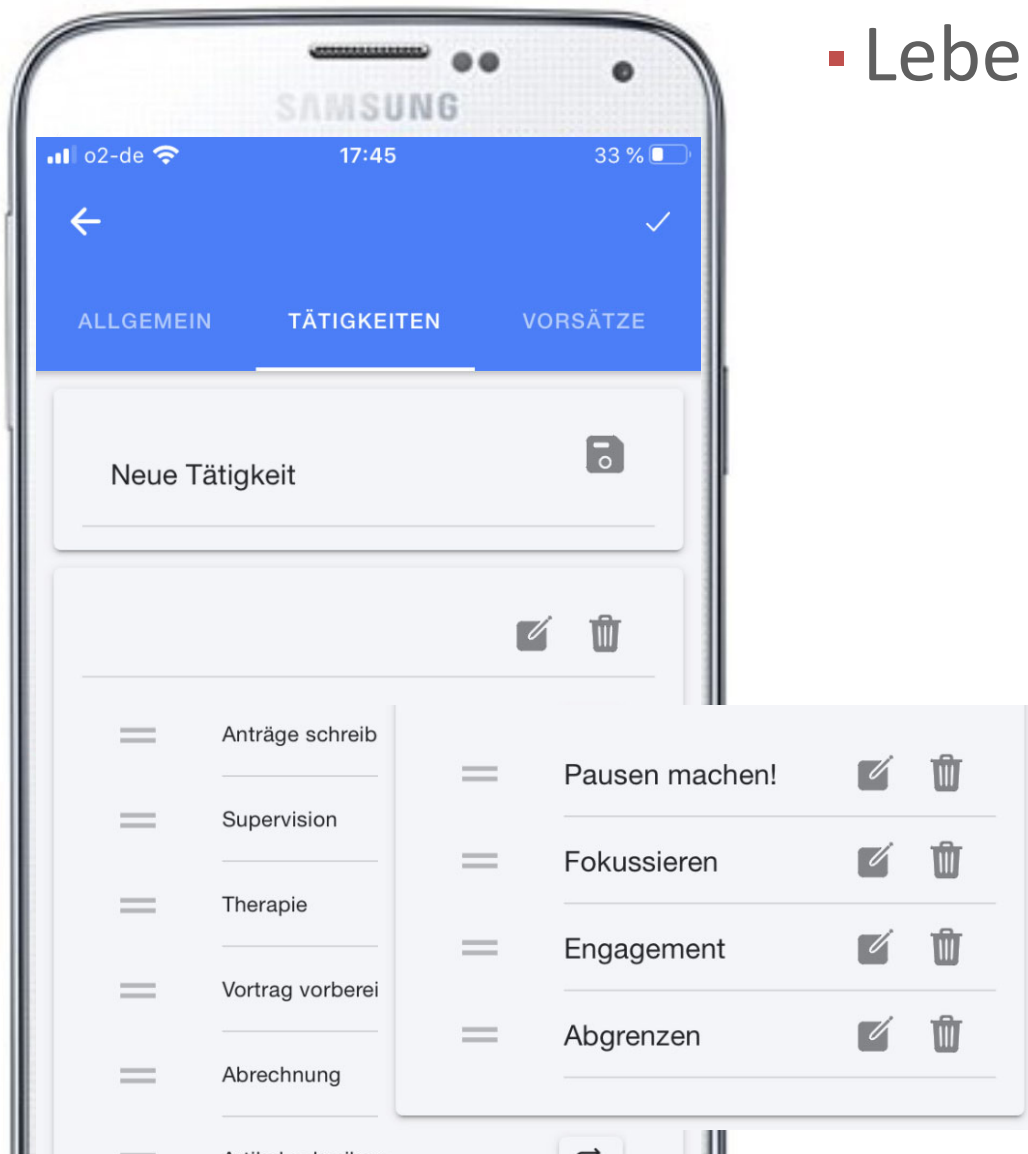 ▪ Lebe
SAMSUNG
o2-de 17:45 33 %
ALLGEMEIN TÄTIGKEITEN VORSÄTZE
Neue Tätigkeit
Anträge schreib
Supervision
Therapie
Vortrag vorberei
Abrechnung
Pausen machen!
Fokussieren
Engagement
Abgrenzen